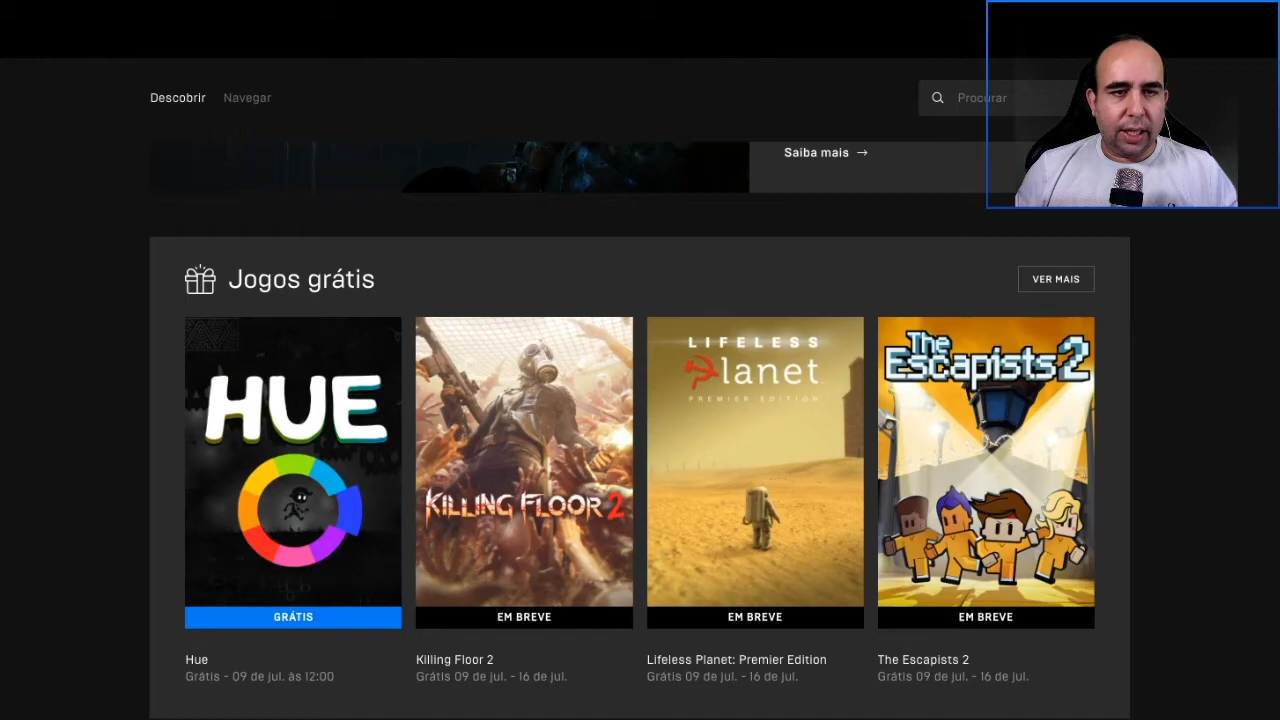 Descobrir Navegar
Procurar
Saiba mais →
Jogos grátis
VER MAIS
HUE
KILLING FLOOR 2
LIFELESS
Planet
PREMIER EDITION
The
Escapists 2
GRÁTIS
EM BREVE
EM BREVE
EM BREVE
Hue
Grátis - 09 de jul. às 12:00
Killing Floor 2
Grátis 09 de jul. - 16 de jul.
Lifeless Planet: Premier Edition
Grátis 09 de jul. - 16 de jul.
The Escapists 2
Grátis 09 de jul. - 16 de jul.